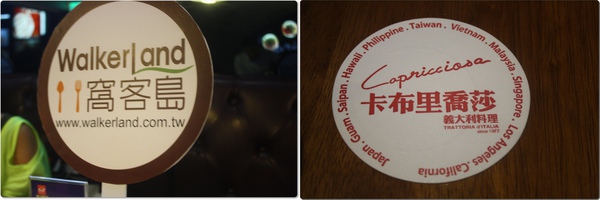 WalkerLand
窩客島
www.walkerland.com.tw
Japan . Guam . Saipan . Hawaii . Philippine . Taiwan . Vietnam . Malaysia . Singapore . Los Angeles . California
Capricciosa
卡布里喬莎
義大利料理
TRATTORIA D'ITALIA